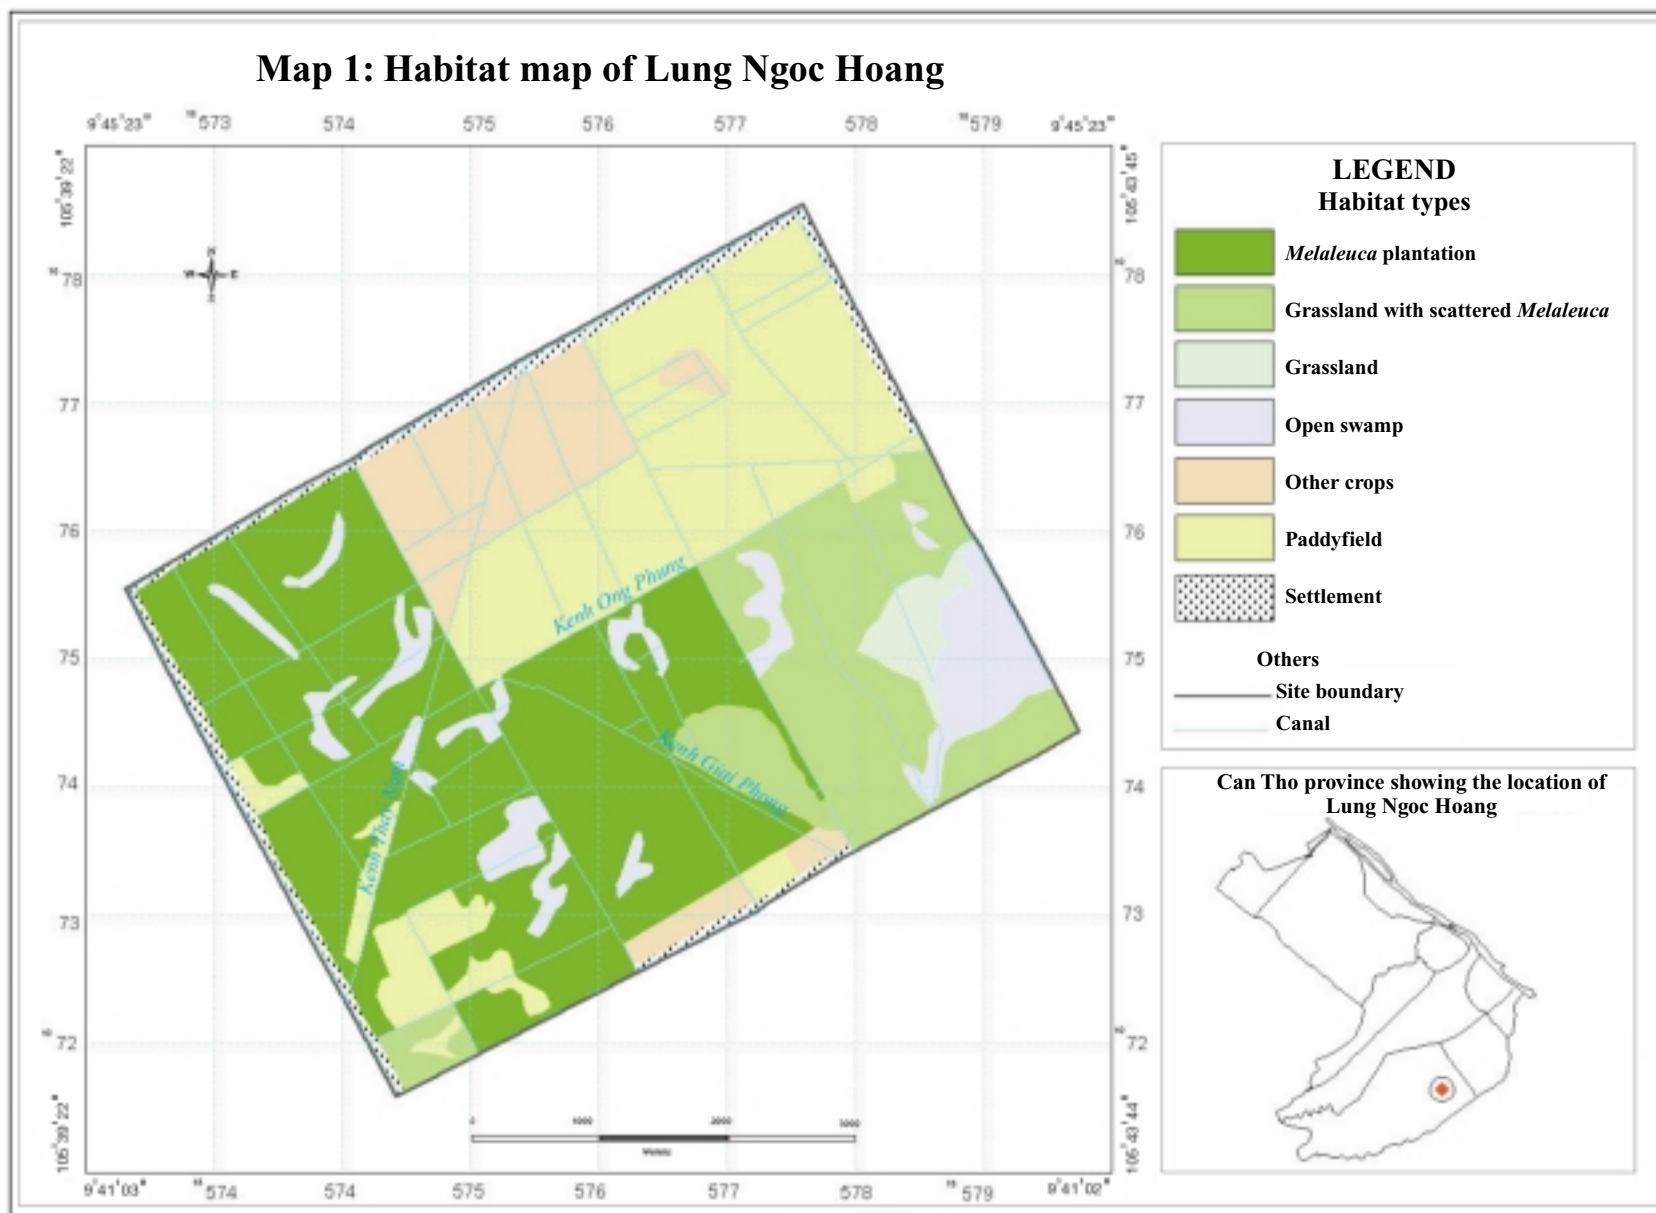 Map 1: Habitat map of Lung Ngoc Hoang
9°45'23" 573 574 575 576 577 578 579 9°45'23"
105°39'22"
105°43'45"
N
W E
78 78
77 77
76 76
75 75
74 74
73 73
72 72
Kenh Ong Phung
Kenh Giai Phong
Kenh
105°39'22"
105°43'44"
0 1000 2000 3000
9°41'03" 574 574 575 576 577 578 579 9°41'02"
LEGEND
Habitat types
Melaleuca plantation
Grassland with scattered Melaleuca
Grassland
Open swamp
Other crops
Paddyfield
Settlement
Others
Site boundary
Canal
Can Tho province showing the location of
Lung Ngoc Hoang